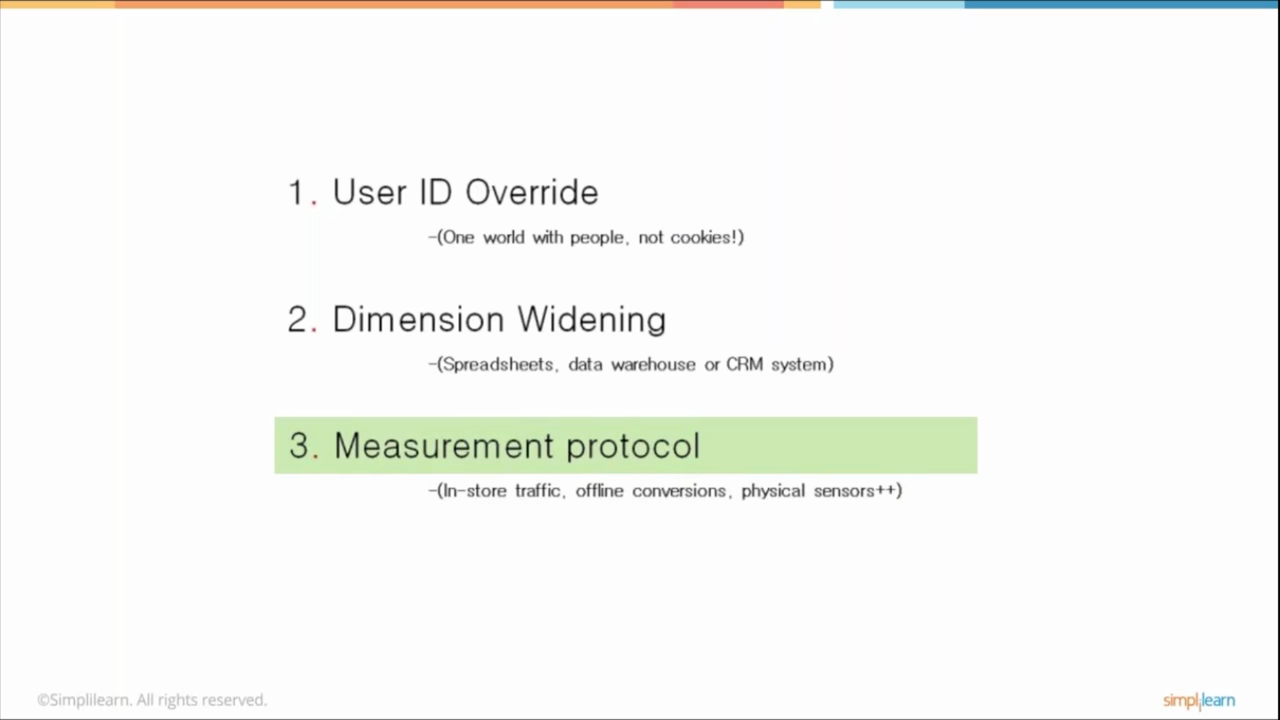 1. User ID Override
-(One world with people, not cookies!)
2. Dimension Widening
-(Spreadsheets, data warehouse or CRM system)
3. Measurement protocol
-(In-store traffic, offline conversions, physical sensors++)
©Simplilearn. All rights reserved.
simplilearn